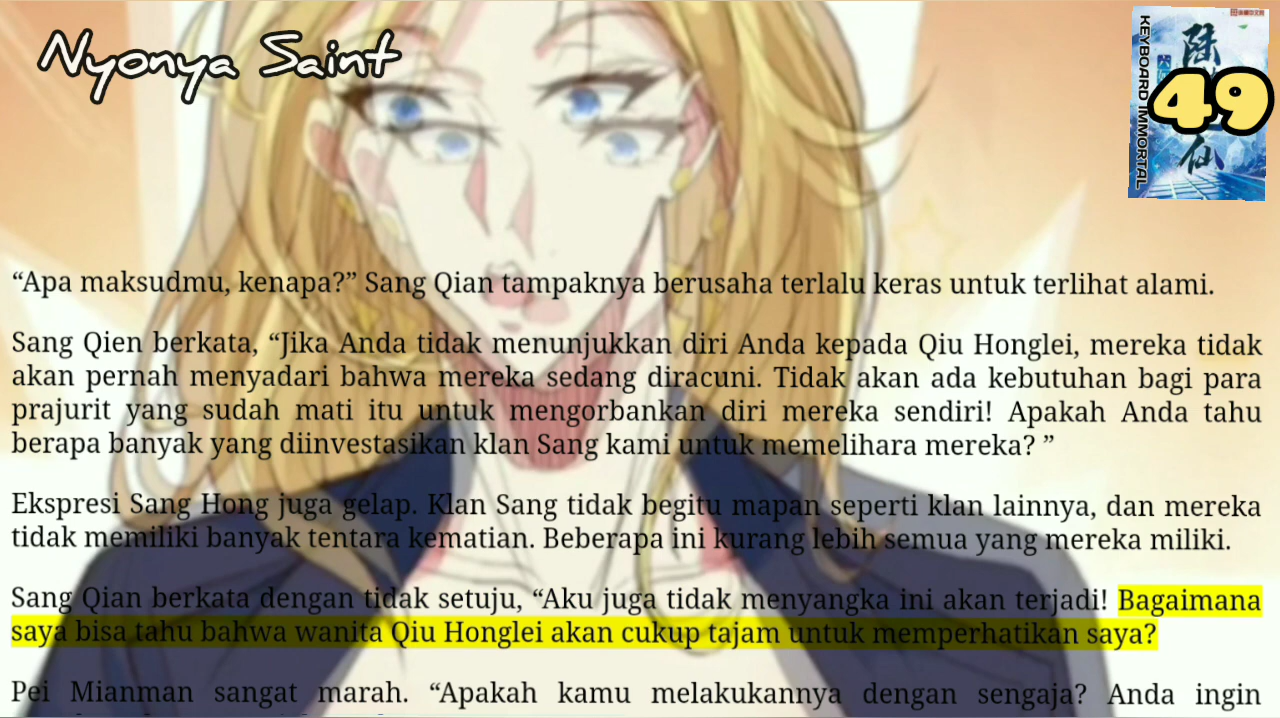 Nyonya Saint
KEYBOARD IMMORTAL
49
“Apa maksudmu, kenapa?” Sang Qian tampaknya berusaha terlalu keras untuk terlihat alami.
Sang Qien berkata, “Jika Anda tidak menunjukkan diri Anda kepada Qiu Honglei, mereka tidak
akan pernah menyadari bahwa mereka sedang diracuni. Tidak akan ada kebutuhan bagi para
prajurit yang sudah mati itu untuk mengorbankan diri mereka sendiri! Apakah Anda tahu
berapa banyak yang diinvestasikan klan Sang kami untuk memelihara mereka? ”
Ekspresi Sang Hong juga gelap. Klan Sang tidak begitu mapan seperti klan lainnya, dan mereka
tidak memiliki banyak tentara kematian. Beberapa ini kurang lebih semua yang mereka miliki.
Sang Qian berkata dengan tidak setuju, “Aku juga tidak menyangka ini akan terjadi! Bagaimana
saya bisa tahu bahwa wanita Qiu Honglei akan cukup tajam untuk memperhatikan saya?
Pei Mianman sangat marah. “Apakah kamu melakukannya dengan sengaja? Anda ingin